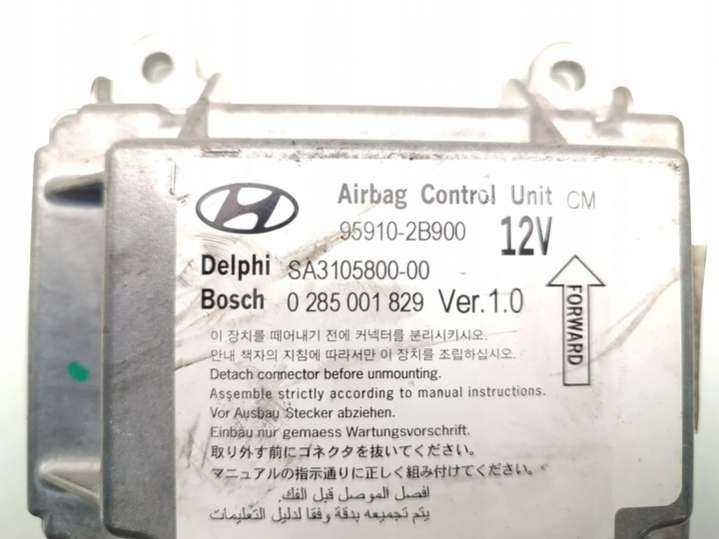 Airbag Control Unit CM
95910-2B900 12V
Delphi SA3105800-00
Bosch 0 285 001 829 Ver.1.0
FORWARD
이 장치를 떼어내기 전에 커넥터를 분리시키시오.
안내 책자의 지침에 따라서만 이 장치를 조립하십시오.
Detach connector before unmounting.
Assemble strictly according to manual instructions.
Vor Ausbau Stecker abziehen.
Einbau nur gemaess Wartungsvorschrift.
取り外す前にコネクタを抜いてください。
マニュアルの指示通りに正しく組み付けてください。
افصل الموصل قبل الفك.
يتم تجميعه بدقة وفقا لدليل التعليمات